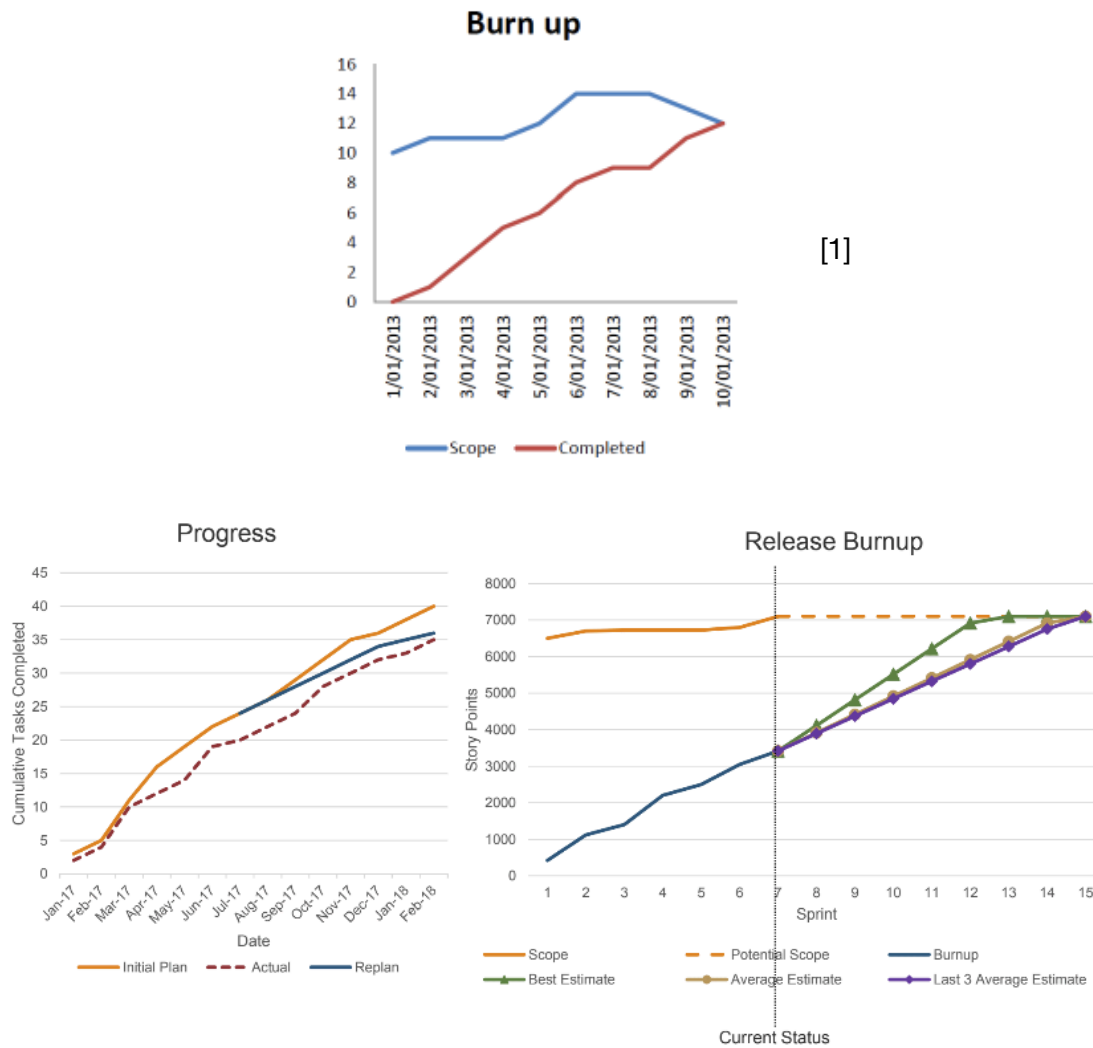 Burn up
16
14
12
10
8
6
4
2
0
1/01/2013
2/01/2013
3/01/2013
4/01/2013
5/01/2013
6/01/2013
7/01/2013
8/01/2013
9/01/2013
10/01/2013
Scope Completed
[1]
Progress
Cumulative Tasks Completed
45
40
35
30
25
20
15
10
5
0
Jan-17
Feb-17
Mar-17
Apr-17
May-17
Jun-17
Jul-17
Aug-17
Sep-17
Oct-17
Nov-17
Dec-17
Jan-18
Feb-18
Date
Initial Plan Actual Replan
Release Burnup
Story Points
8000
7000
6000
5000
4000
3000
2000
1000
0
1 2 3 4 5 6 7 8 9 10 11 12 13 14 15
Sprint
Scope Potential Scope Burnup
Best Estimate Average Estimate Last 3 Average Estimate
Current Status